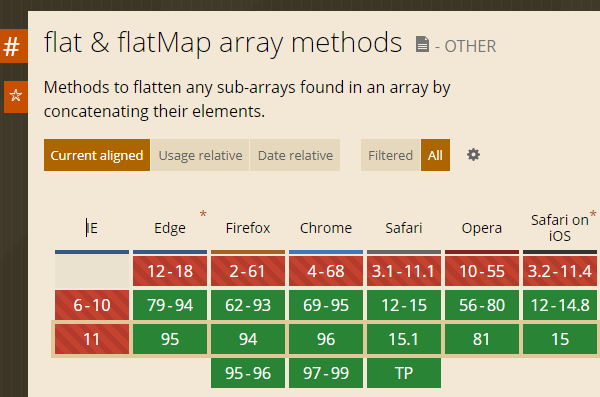 #
flat & flatMap array methods - OTHER
☆
Methods to flatten any sub-arrays found in an array by
concatenating their elements.
Current aligned Usage relative Date relative Filtered All
IE Edge * Firefox Chrome Safari Opera Safari on iOS *
12-18 2-61 4-68 3.1-11.1 10-55 3.2-11.4
6-10 79-94 62-93 69-95 12-15 56-80 12-14.8
11 95 94 96 15.1 81 15
95-96 97-99 TP